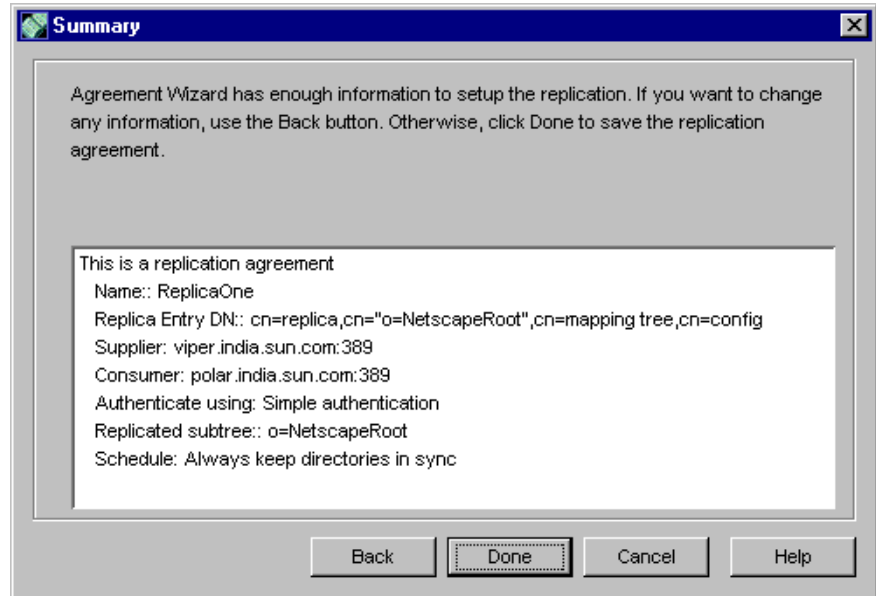 Summary
Agreement Wizard has enough information to setup the replication. If you want to change
any information, use the Back button. Otherwise, click Done to save the replication
agreement.
This is a replication agreement
Name:: ReplicaOne
Replica Entry DN:: cn=replica,cn="o=NetscapeRoot",cn=mapping tree,cn=config
Supplier: viper.india.sun.com:389
Consumer: polar.india.sun.com:389
Authenticate using: Simple authentication
Replicated subtree:: o=NetscapeRoot
Schedule: Always keep directories in sync
Back Done Cancel Help